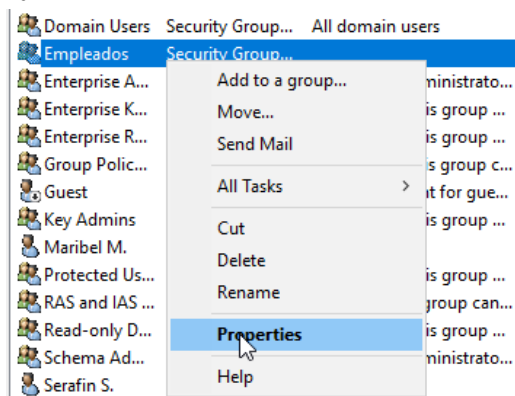 Domain Users Security Group... All domain users
Empleados Security Group...
Enterprise A... Add to a group... ministrato...
Enterprise K... Move... is group ...
Enterprise R... Send Mail is group ...
Group Polic... is group c...
Guest All Tasks > nt for gue...
Key Admins Cut is group ...
Maribel M. Delete
Protected Us... Rename is group ...
RAS and IAS ... group can...
Read-only D... Properties is group ...
Schema Ad... ministrato...
Serafin S. Help